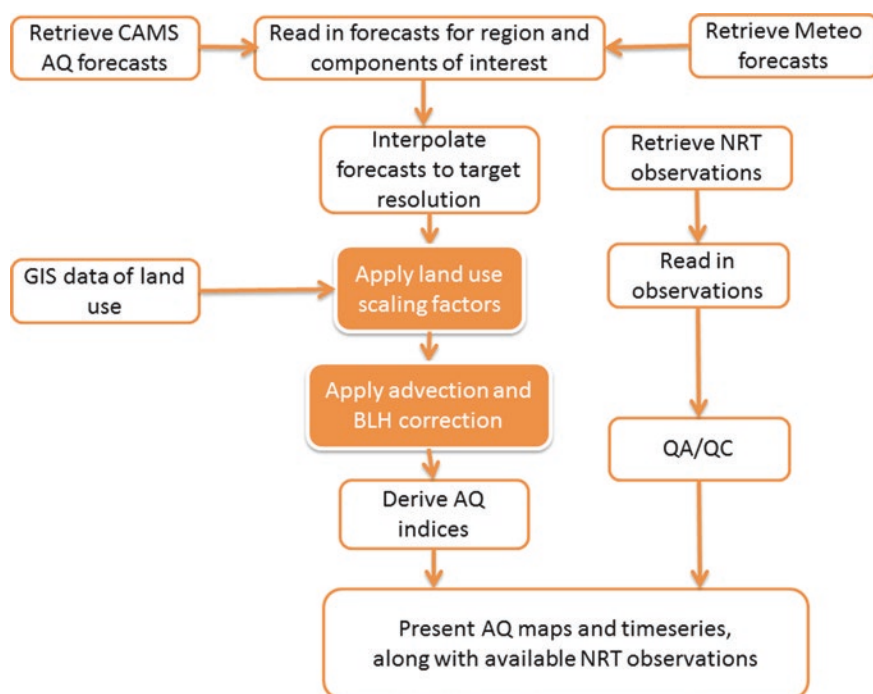 Retrieve CAMS
AQ forecasts
Read in forecasts for region and
components of interest
Retrieve Meteo
forecasts
Interpolate
forecasts to target
resolution
Retrieve NRT
observations
GIS data of land
use
Apply land use
scaling factors
Read in
observations
Apply advection and
BLH correction
QA/QC
Derive AQ
indices
Present AQ maps and timeseries,
along with available NRT observations